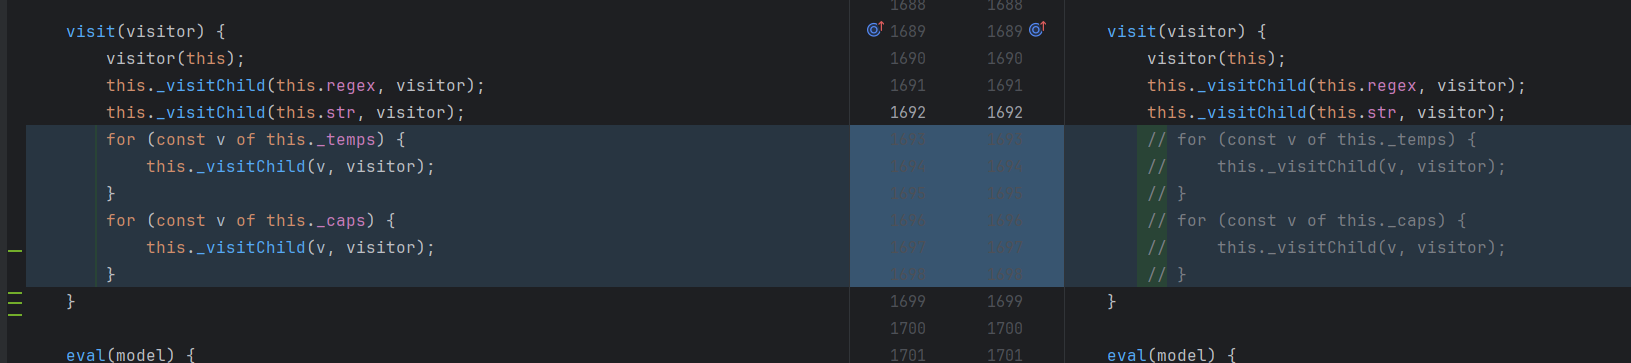 1688 1688
visit(visitor) { 1689 1689 visit(visitor) {
visitor(this); 1690 1690 visitor(this);
this._visitChild(this.regex, visitor); 1691 1691 this._visitChild(this.regex, visitor);
this._visitChild(this.str, visitor); 1692 1692 this._visitChild(this.str, visitor);
for (const v of this._temps) { // for (const v of this._temps) {
this._visitChild(v, visitor); // this._visitChild(v, visitor);
} // }
for (const v of this._caps) { // for (const v of this._caps) {
this._visitChild(v, visitor); // this._visitChild(v, visitor);
} // }
} 1699 1699 }
1700 1700
eval(model) { 1701 1701 eval(model) {